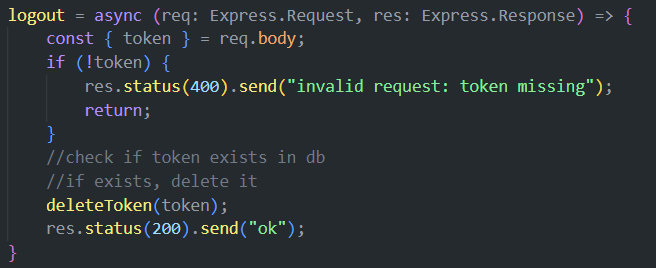 logout = async (req: Express.Request, res: Express.Response) => {
    const { token } = req.body;
    if (!token) {
        res.status(400).send("invalid request: token missing");
        return;
    }
    //check if token exists in db
    //if exists, delete it
    deleteToken(token);
    res.status(200).send("ok");
}